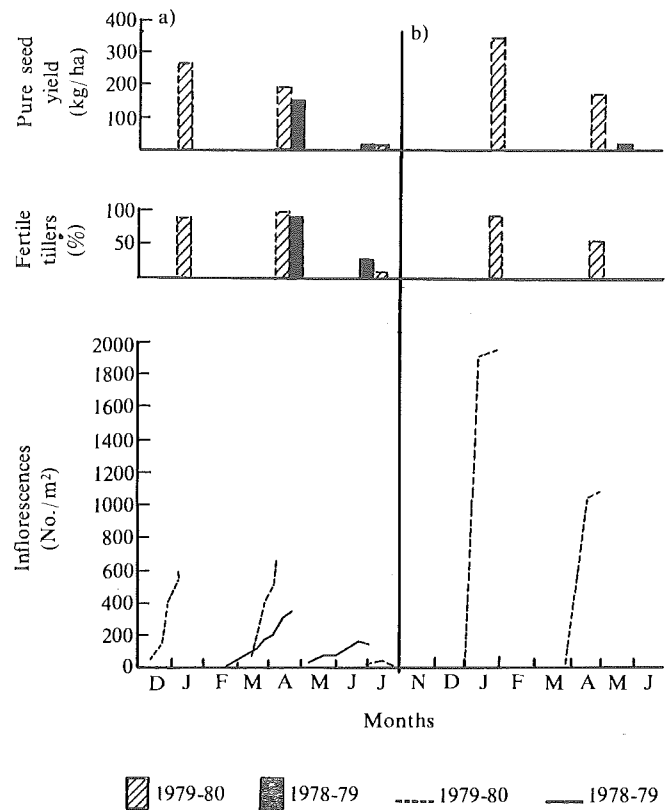 a)
b)
Pure seed
yield
(kg/ha)
400
300
200
100
Fertile
tillers
(%)
100
50
Inflorescences
(No./m²)
2000
1800
1600
1400
1200
1000
800
600
400
200
0
D J F M A M J J N D J F M A M J
Months
1979-80 1978-79 1979-80 1978-79